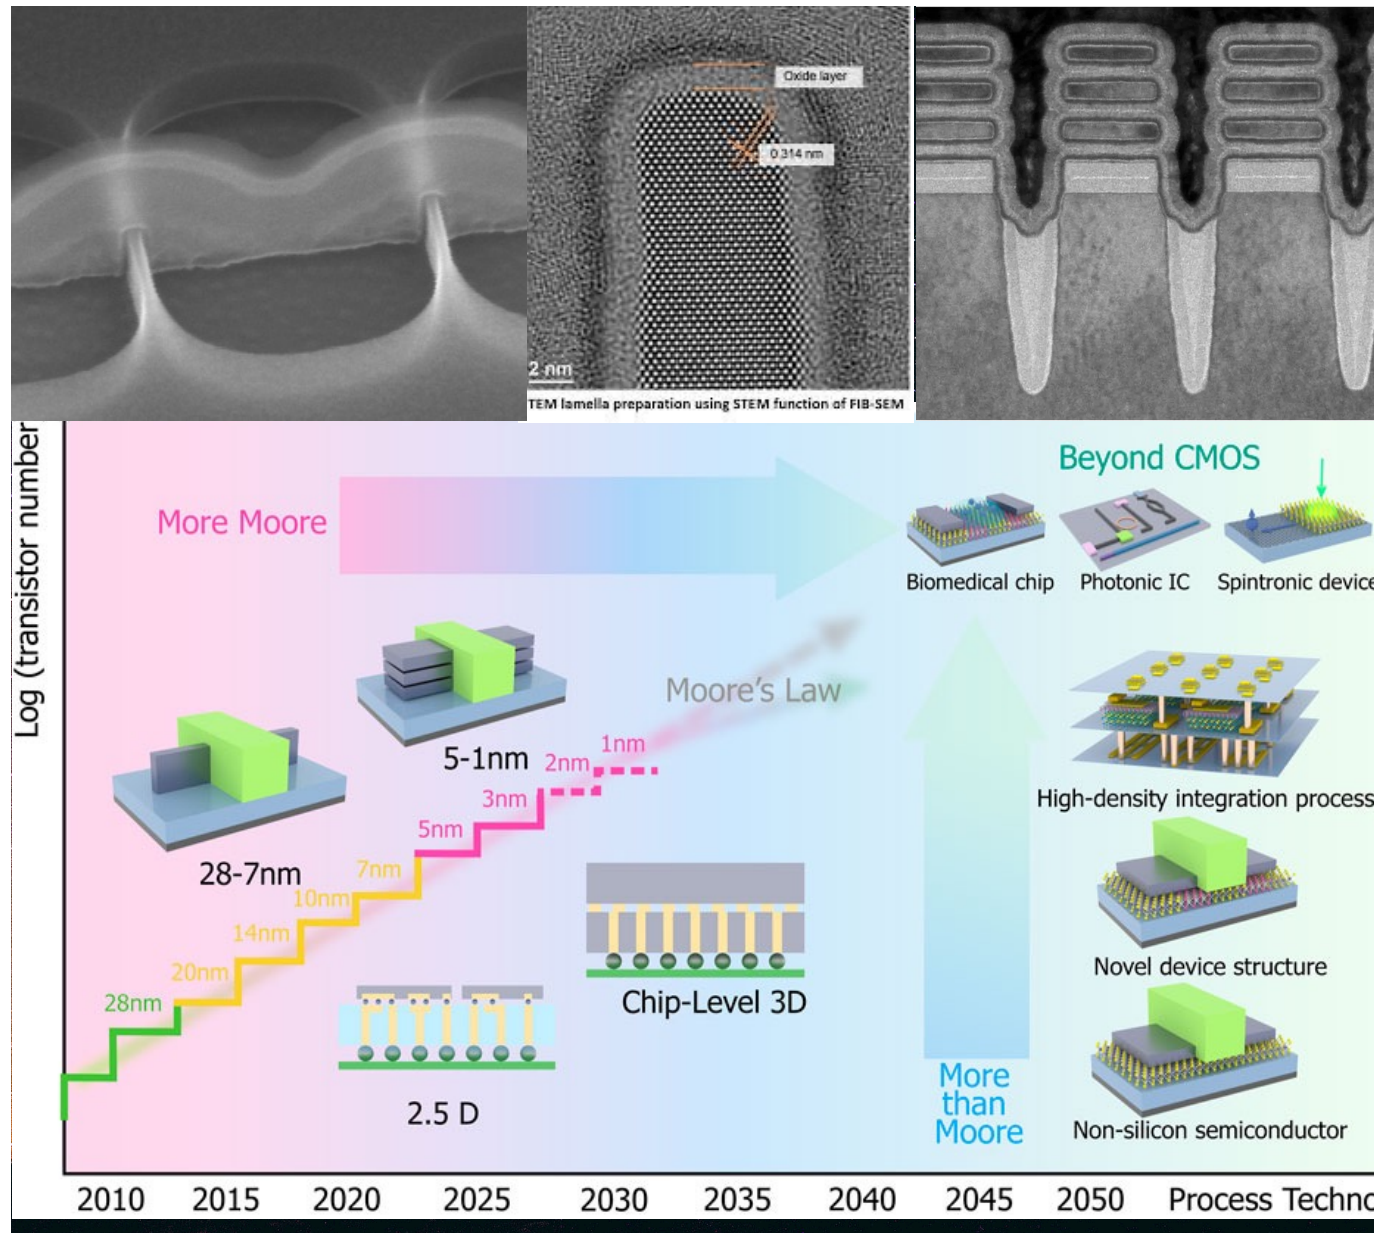 Oxide layer
0.314 nm
2 nm
TEM lamella preparation using STEM function of FIB-SEM
Log (transistor number
More Moore
Beyond CMOS
Biomedical chip
Photonic IC
Spintronic device
Moore's Law
5-1nm
28-7nm
28nm
20nm
14nm
10nm
7nm
5nm
3nm
2nm
1nm
High-density integration process
Chip-Level 3D
2.5 D
Novel device structure
More
than
Moore
Non-silicon semiconductor
2010 2015 2020 2025 2030 2035 2040 2045 2050 Process Techno